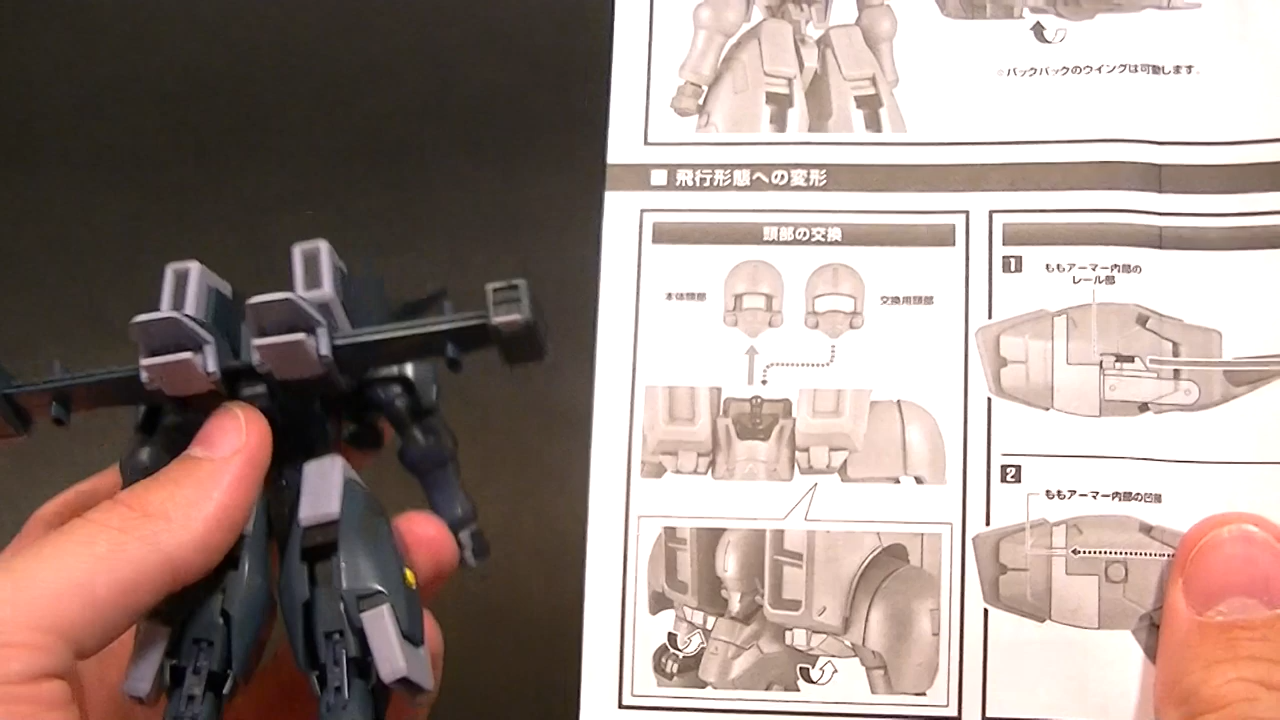 ☆バックパックのウイングは可動します。
■ 飛行形態への変形
頭部の交換
本体頭部
交換用頭部
1
ももアーマー内部の
レール部
2
ももアーマー内部の凹部